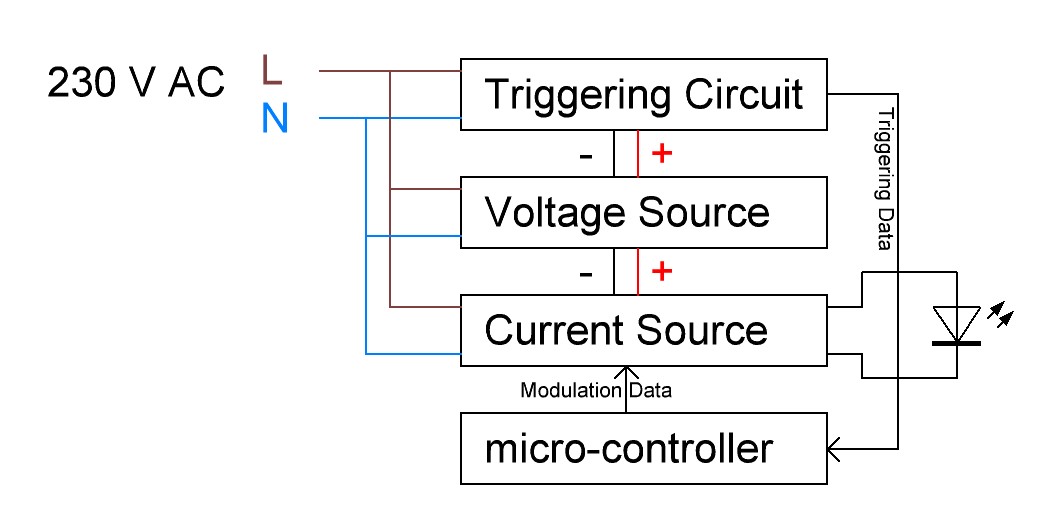 230 V AC L
N
Triggering Circuit
- +
Triggering Data
Voltage Source
- +
Current Source
Modulation Data
micro-controller